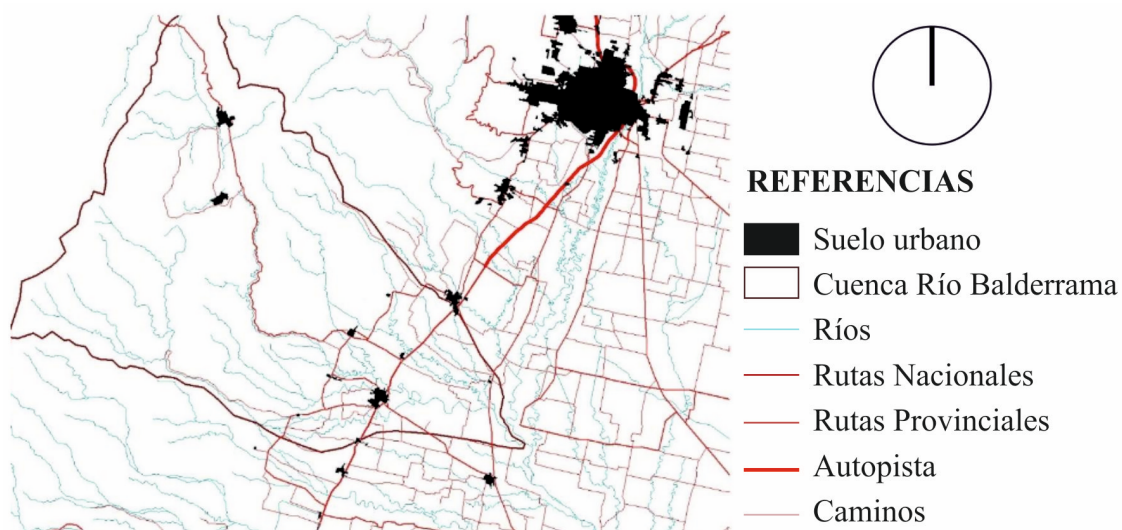 REFERENCIAS
Suelo urbano
Cuenca Río Balderrama
Ríos
Rutas Nacionales
Rutas Provinciales
Autopista
Caminos